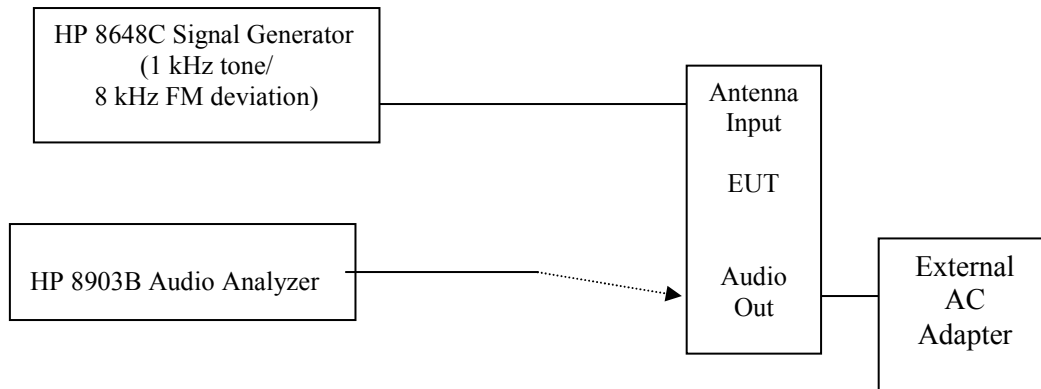 HP 8648C Signal Generator
(1 kHz tone/
8 kHz FM deviation)
Antenna
Input
EUT
HP 8903B Audio Analyzer
Audio
Out
External
AC
Adapter